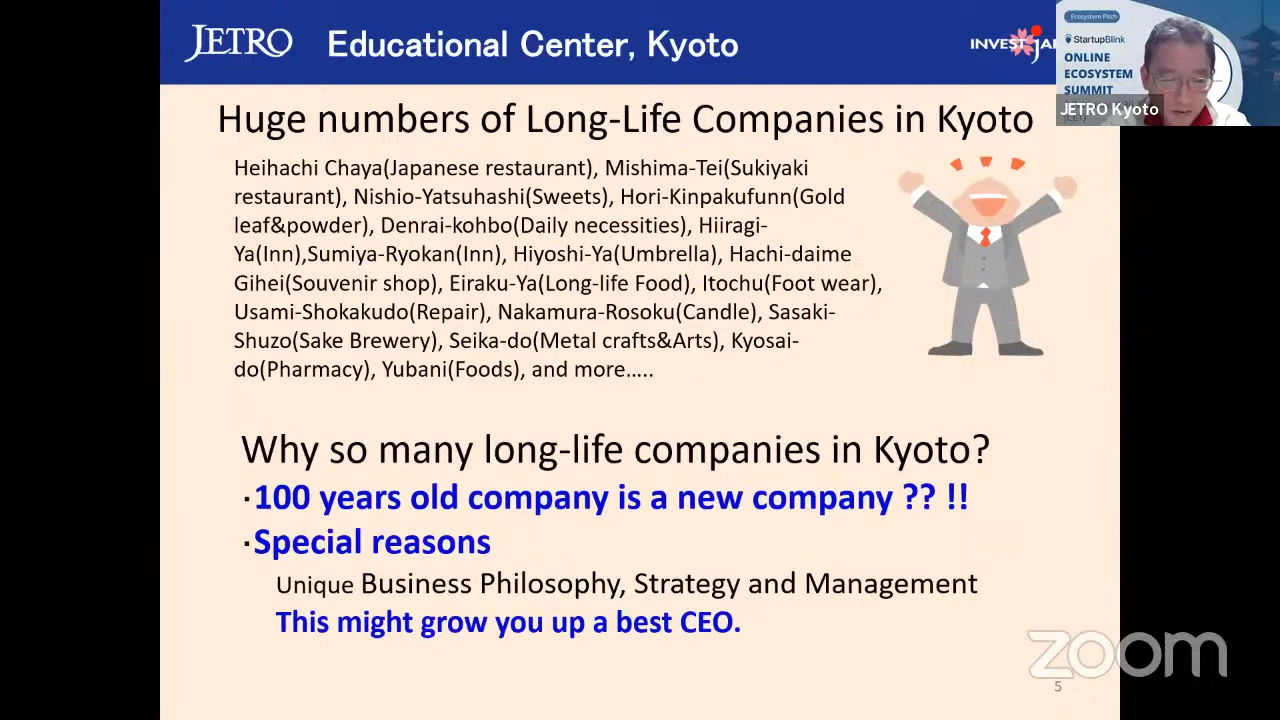 JETRO
Educational Center, Kyoto
INVEST JA
Ecosystem Pitch
StartupBlink
ONLINE
ECOSYSTEM
SUMMIT
JETRO Kyoto
Huge numbers of Long-Life Companies in Kyoto
Heihachi Chaya(Japanese restaurant), Mishima-Tei(Sukiyaki
restaurant), Nishio-Yatsuhashi(Sweets), Hori-Kinpakufunn(Gold
leaf&powder), Denrai-kohbo(Daily necessities), Hiiragi-
Ya(Inn),Sumiya-Ryokan(Inn), Hiyoshi-Ya(Umbrella), Hachi-daime
Gihei(Souvenir shop), Eiraku-Ya(Long-life Food), Itochu(Foot wear),
Usami-Shokakudo(Repair), Nakamura-Rosoku(Candle), Sasaki-
Shuzo(Sake Brewery), Seika-do(Metal crafts&Arts), Kyosai-
do(Pharmacy), Yubani(Foods), and more…..
Why so many long-life companies in Kyoto?
・100 years old company is a new company ?? !!
・Special reasons
Unique Business Philosophy, Strategy and Management
This might grow you up a best CEO.
zoom
5